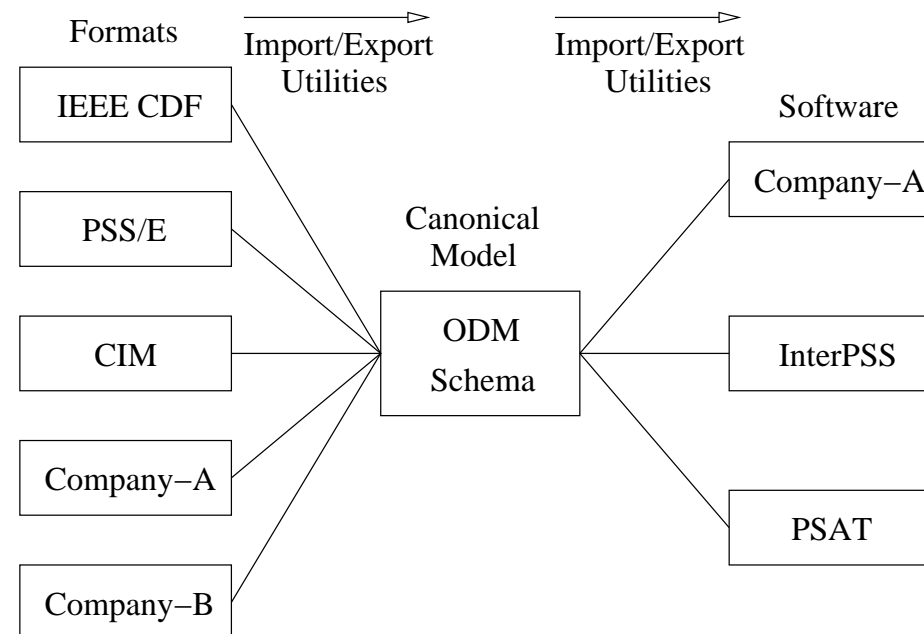 Formats
Import/Export
Utilities
Import/Export
Utilities
IEEE CDF
PSS/E
CIM
Company−A
Company−B
Canonical
Model
ODM
Schema
Software
Company−A
InterPSS
PSAT